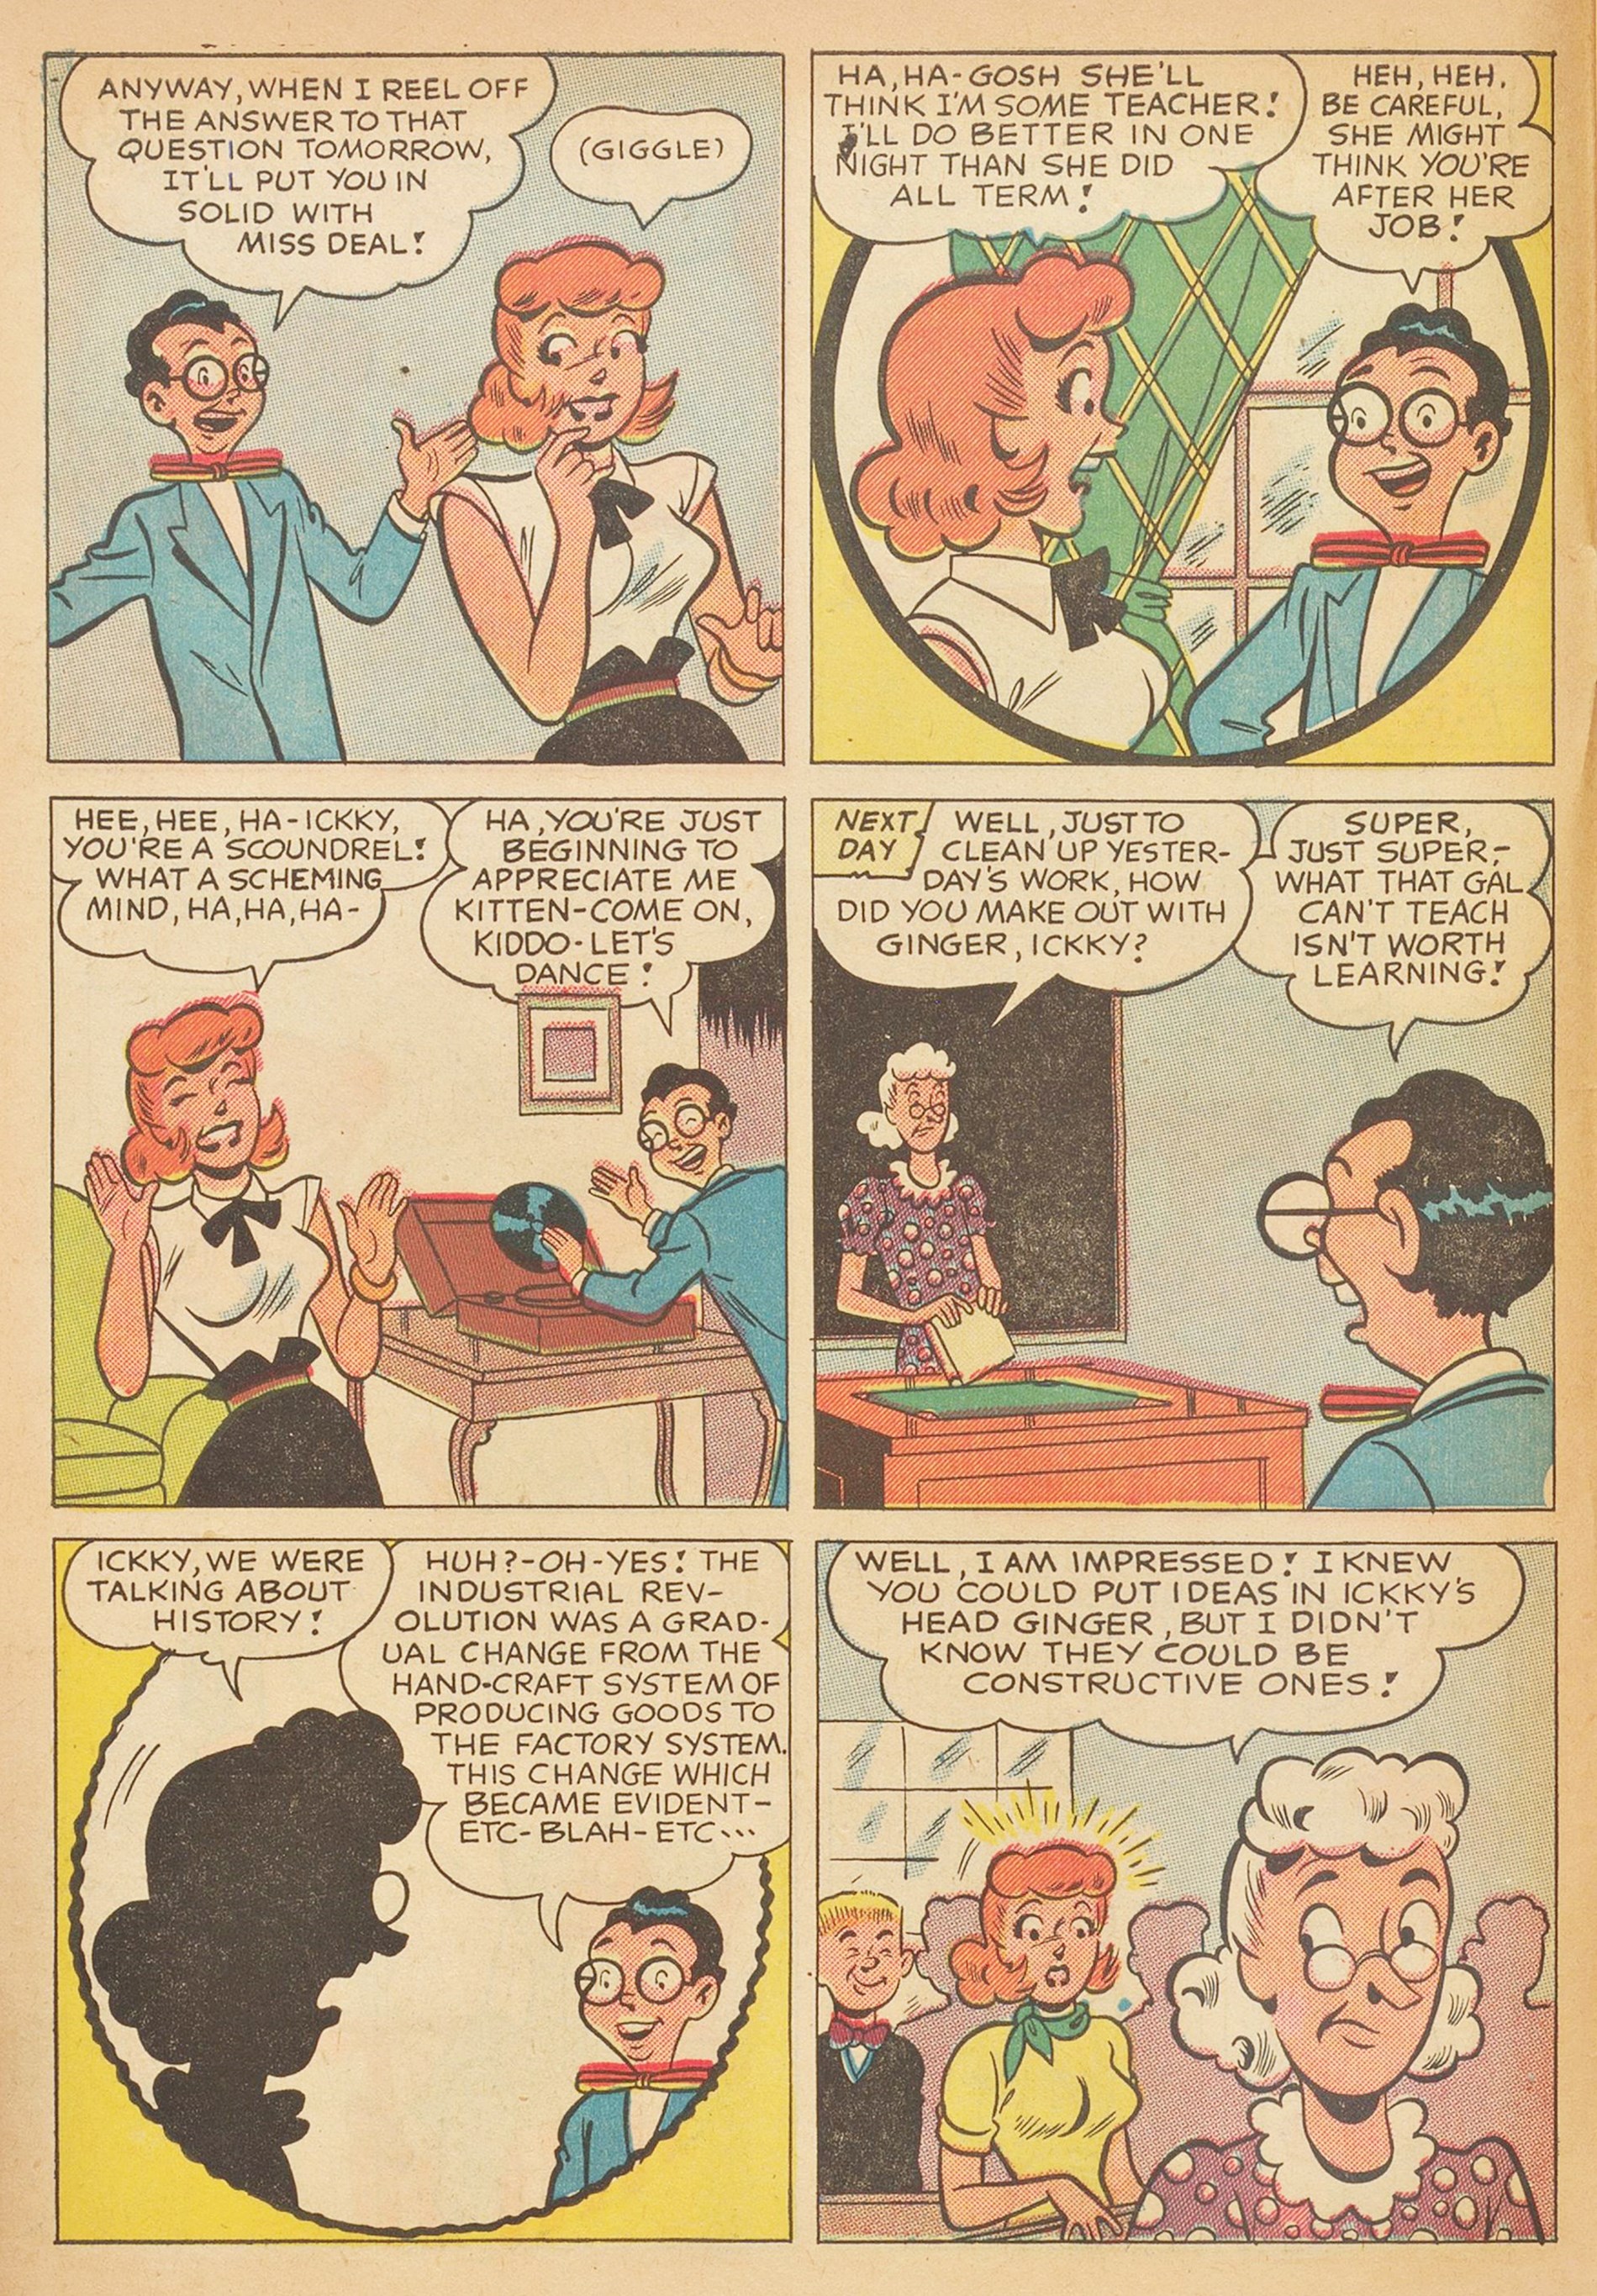 ANYWAY, WHEN I REEL OFF
THE ANSWER TO THAT
QUESTION TOMORROW,
IT'LL PUT YOU IN
SOLID WITH
MISS DEAL!
(GIGGLE)
HA, HA-GOSH SHE'LL
THINK I'M SOME TEACHER!
I'LL DO BETTER IN ONE
NIGHT THAN SHE DID
ALL TERM!
HEH, HEH.
BE CAREFUL,
SHE MIGHT
THINK YOU'RE
AFTER HER
JOB!
HEE, HEE, HA-ICKKY,
YOU'RE A SCOUNDREL!
WHAT A SCHEMING
MIND, HA, HA, HA-
HA, YOU'RE JUST
BEGINNING TO
APPRECIATE ME
KITTEN-COME ON,
KIDDO-LET'S
DANCE!
NEXT
DAY
WELL, JUST TO
CLEAN UP YESTER-
DAY'S WORK, HOW
DID YOU MAKE OUT WITH
GINGER, ICKKY?
SUPER,
JUST SUPER,-
WHAT THAT GAL
CAN'T TEACH
ISN'T WORTH
LEARNING!
ICKKY, WE WERE
TALKING ABOUT
HISTORY!
HUH?-OH-YES! THE
INDUSTRIAL REV-
OLUTION WAS A GRAD-
UAL CHANGE FROM THE
HAND-CRAFT SYSTEM OF
PRODUCING GOODS TO
THE FACTORY SYSTEM.
THIS CHANGE WHICH
BECAME EVIDENT-
ETC-BLAH-ETC...
WELL, I AM IMPRESSED! I KNEW
YOU COULD PUT IDEAS IN ICKKY'S
HEAD GINGER, BUT I DIDN'T
KNOW THEY COULD BE
CONSTRUCTIVE ONES!